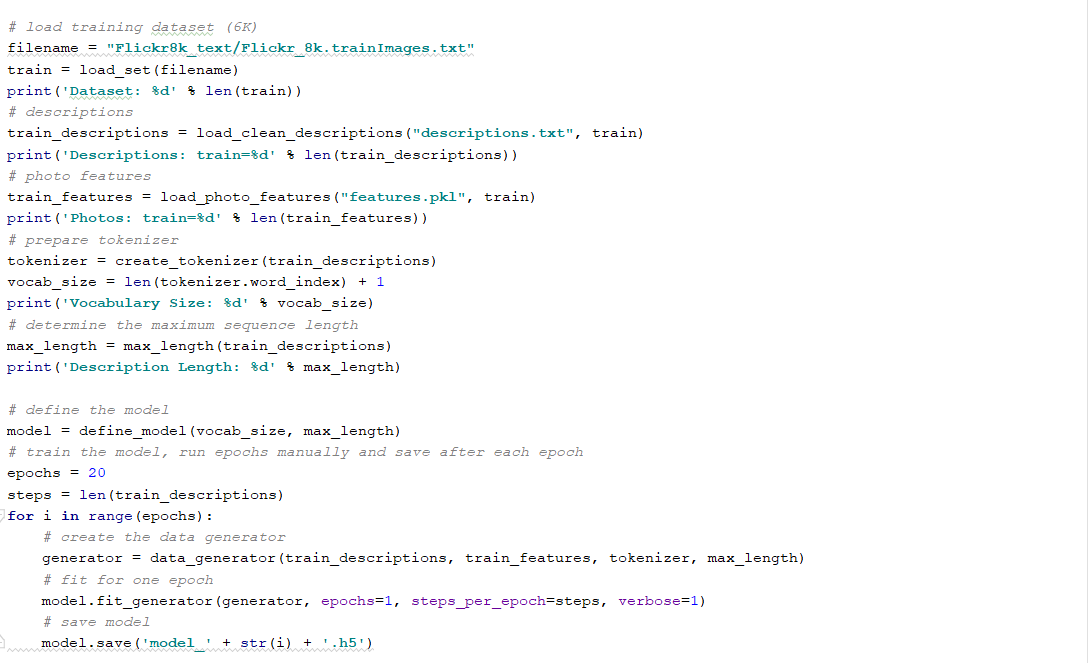 # load training dataset (6K)
filename = "Flickr8k_text/Flickr_8k.trainImages.txt"
train = load_set(filename)
print('Dataset: %d' % len(train))
# descriptions
train_descriptions = load_clean_descriptions("descriptions.txt", train)
print('Descriptions: train=%d' % len(train_descriptions))
# photo features
train_features = load_photo_features("features.pkl", train)
print('Photos: train=%d' % len(train_features))
# prepare tokenizer
tokenizer = create_tokenizer(train_descriptions)
vocab_size = len(tokenizer.word_index) + 1
print('Vocabulary Size: %d' % vocab_size)
# determine the maximum sequence length
max_length = max_length(train_descriptions)
print('Description Length: %d' % max_length)

# define the model
model = define_model(vocab_size, max_length)
# train the model, run epochs manually and save after each epoch
epochs = 20
steps = len(train_descriptions)
for i in range(epochs):
    # create the data generator
    generator = data_generator(train_descriptions, train_features, tokenizer, max_length)
    # fit for one epoch
    model.fit_generator(generator, epochs=1, steps_per_epoch=steps, verbose=1)
    # save model
    model.save('model_' + str(i) + '.h5')